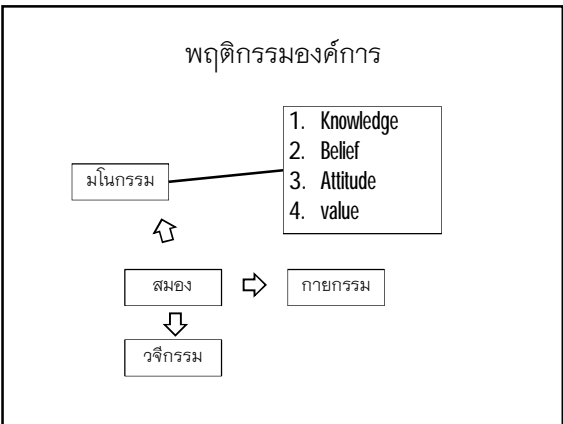 พฤติกรรมองค์การ
1. Knowledge
2. Belief
3. Attitude
4. value
มโนกรรม
สมอง
กายกรรม
วจีกรรม